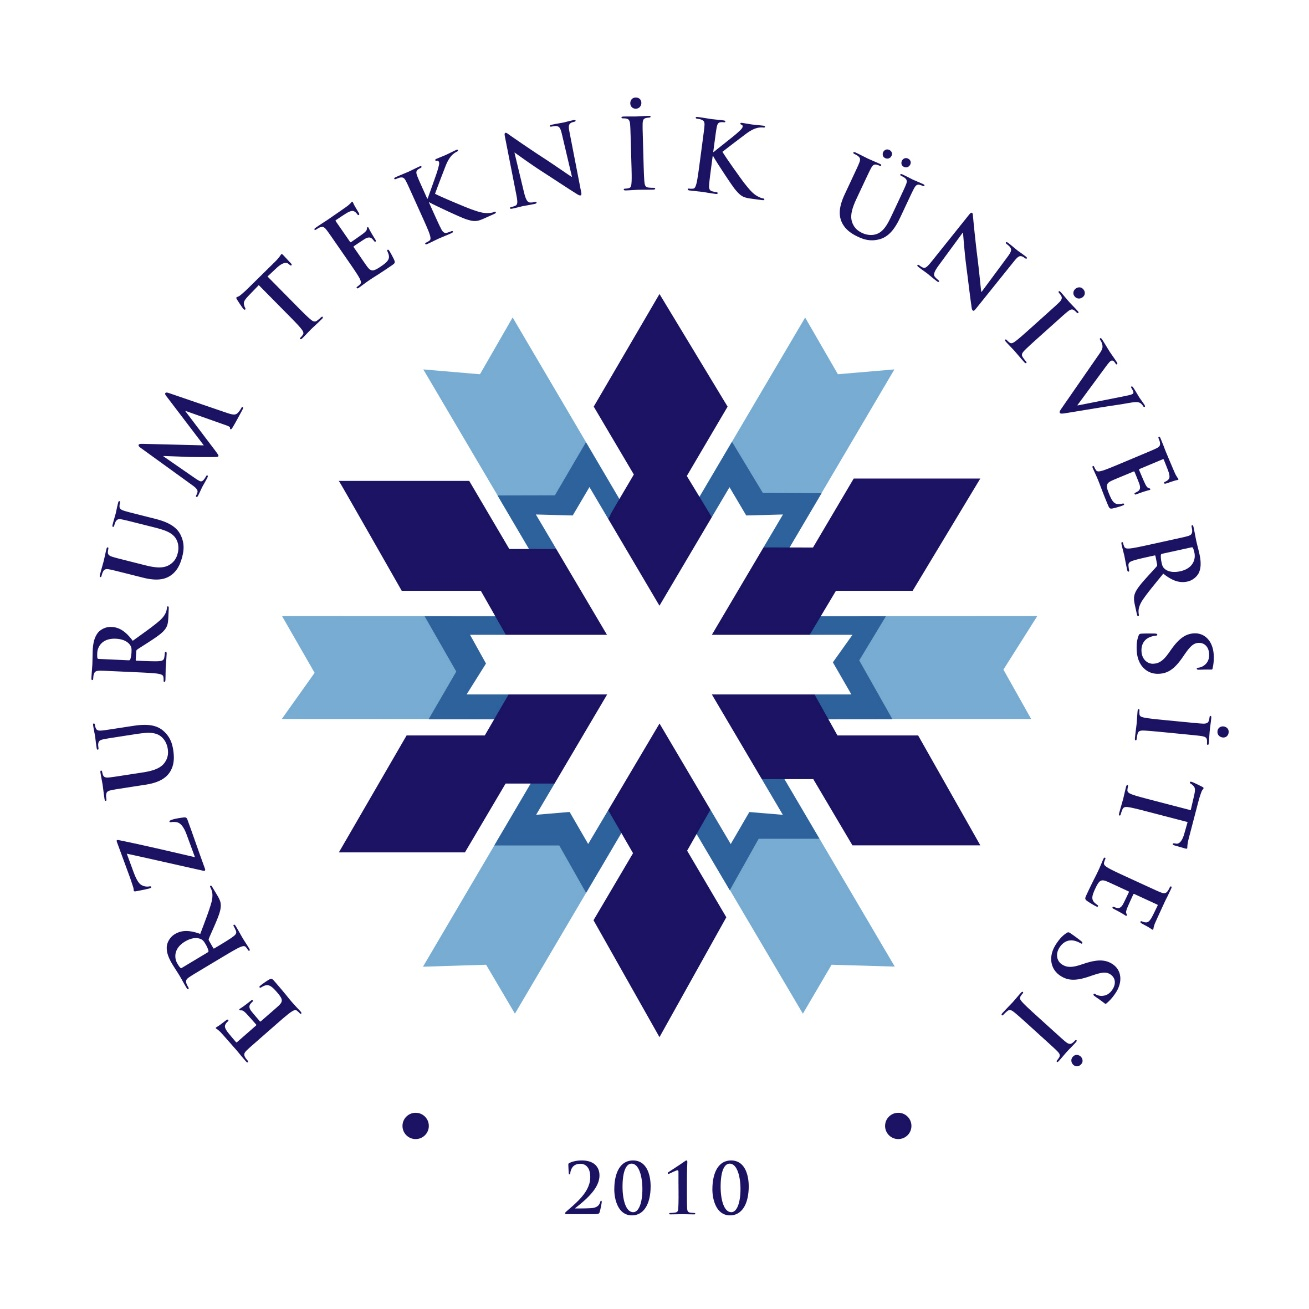 ERZURUM TEKNİK ÜNİVERSİTESİ
• 2010 •